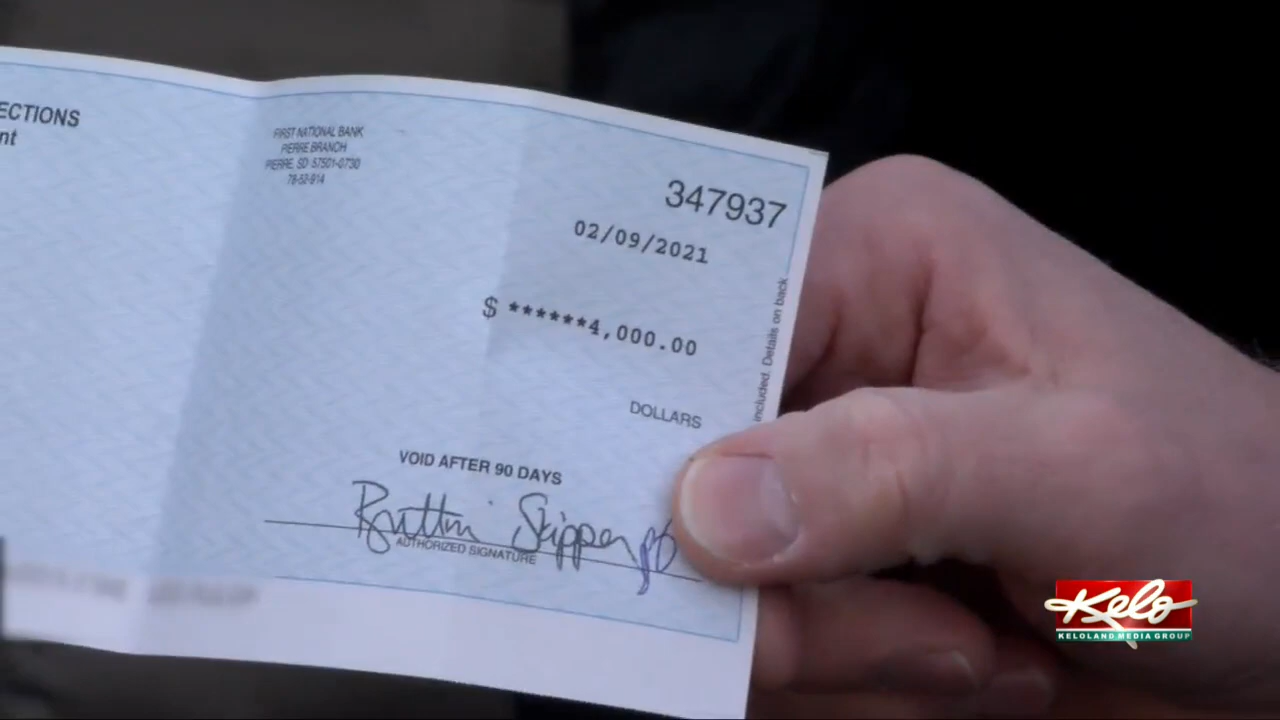 ECTIONS
nt
FIRST NATIONAL BANK
PIERRE BRANCH
PIERRE, SD 57501-0730
78-52-914
347937
02/09/2021
$ ******4,000.00
included. Details on back
DOLLARS
VOID AFTER 90 DAYS
Skipper
AUTHORIZED SIGNATURE
Kelo
KELOLAND MEDIA GROUP